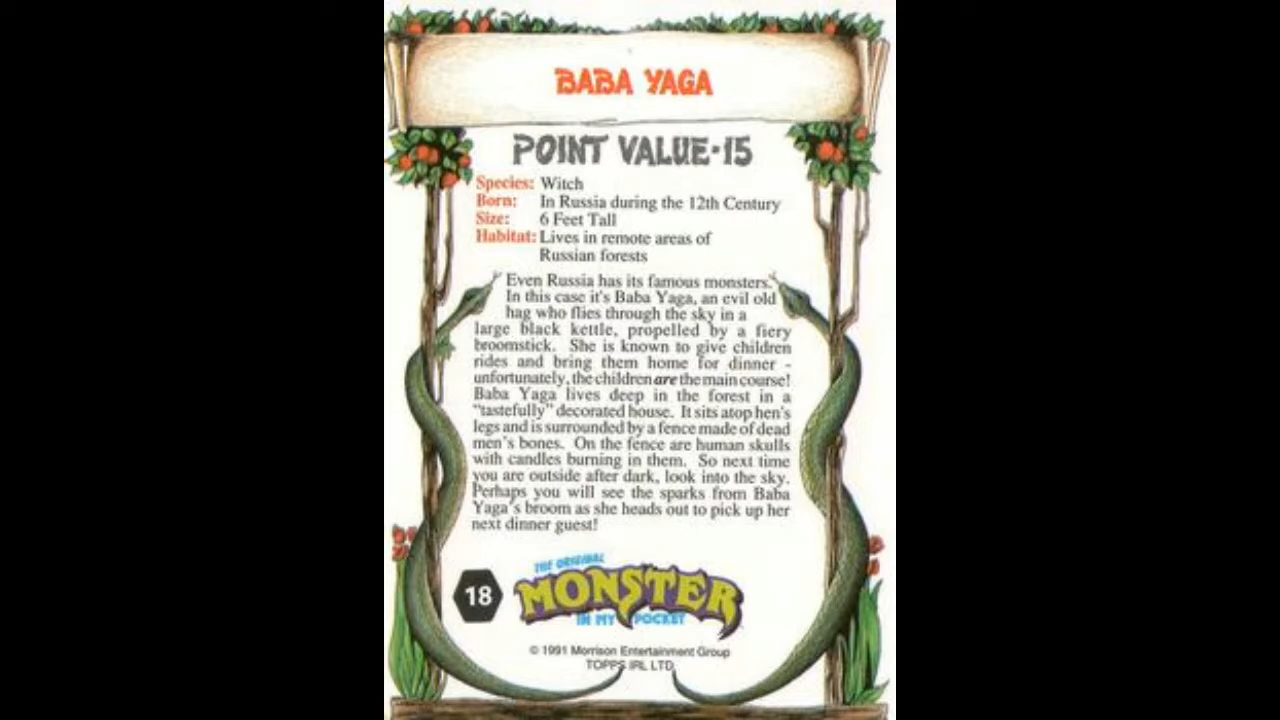 BABA YAGA
POINT VALUE·15
Species: Witch
Born: In Russia during the 12th Century
Size: 6 Feet Tall
Habitat: Lives in remote areas of
Russian forests
Even Russia has its famous monsters.
In this case it's Baba Yaga, an evil old
hag who flies through the sky in a
large black kettle, propelled by a fiery
broomstick. She is known to give children
rides and bring them home for dinner -
unfortunately, the children are the main course!
Baba Yaga lives deep in the forest in a
"tastefully" decorated house. It sits atop hen's
legs and is surrounded by a fence made of dead
men's bones. On the fence are human skulls
with candles burning in them. So next time
you are outside after dark, look into the sky.
Perhaps you will see the sparks from Baba
Yaga's broom as she heads out to pick up her
next dinner guest!
18
THE ORIGINAL
MONSTER
IN MY POCKET
© 1991 Morrison Entertainment Group
TOPPS IRL LTD